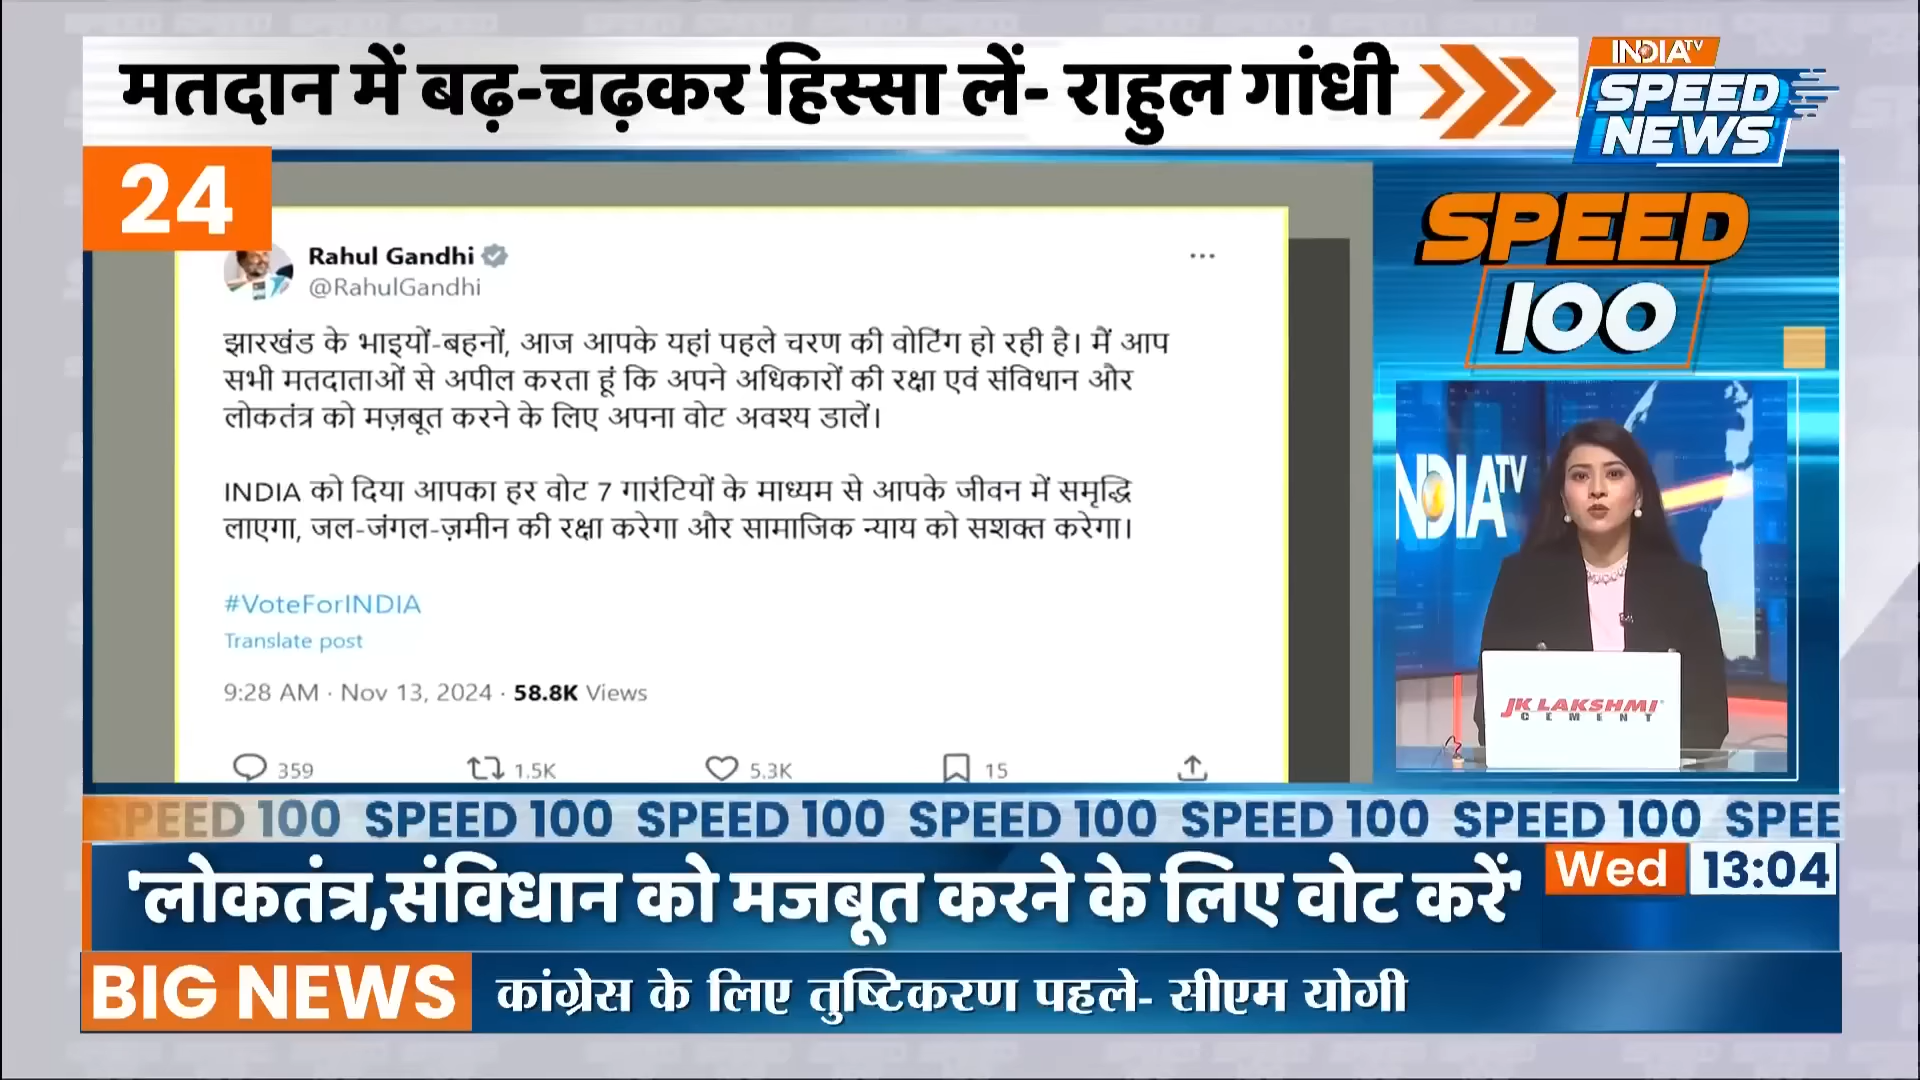 मतदान में बढ़-चढ़कर हिस्सा लें- राहुल गांधी
INDIA TV
SPEED
NEWS
24
SPEED
100
Rahul Gandhi
@RahulGandhi
झारखंड के भाइयों-बहनों, आज आपके यहां पहले चरण की वोटिंग हो रही है। मैं आप
सभी मतदाताओं से अपील करता हूं कि अपने अधिकारों की रक्षा एवं संविधान और
लोकतंत्र को मज़बूत करने के लिए अपना वोट अवश्य डालें।
INDIA को दिया आपका हर वोट 7 गारंटियों के माध्यम से आपके जीवन में समृद्धि
लाएगा, जल-जंगल-ज़मीन की रक्षा करेगा और सामाजिक न्याय को सशक्त करेगा।
#VoteForINDIA
Translate post
9:28 AM · Nov 13, 2024 · 58.8K Views
359 1.5K 5.3K 15
INDIA TV
JK LAKSHMI
CEMENT
SPEED 100 SPEED 100 SPEED 100 SPEED 100 SPEED 100 SPEED 100 SPEE
'लोकतंत्र,संविधान को मजबूत करने के लिए वोट करें'
Wed 13:04
BIG NEWS
कांग्रेस के लिए तुष्टिकरण पहले- सीएम योगी